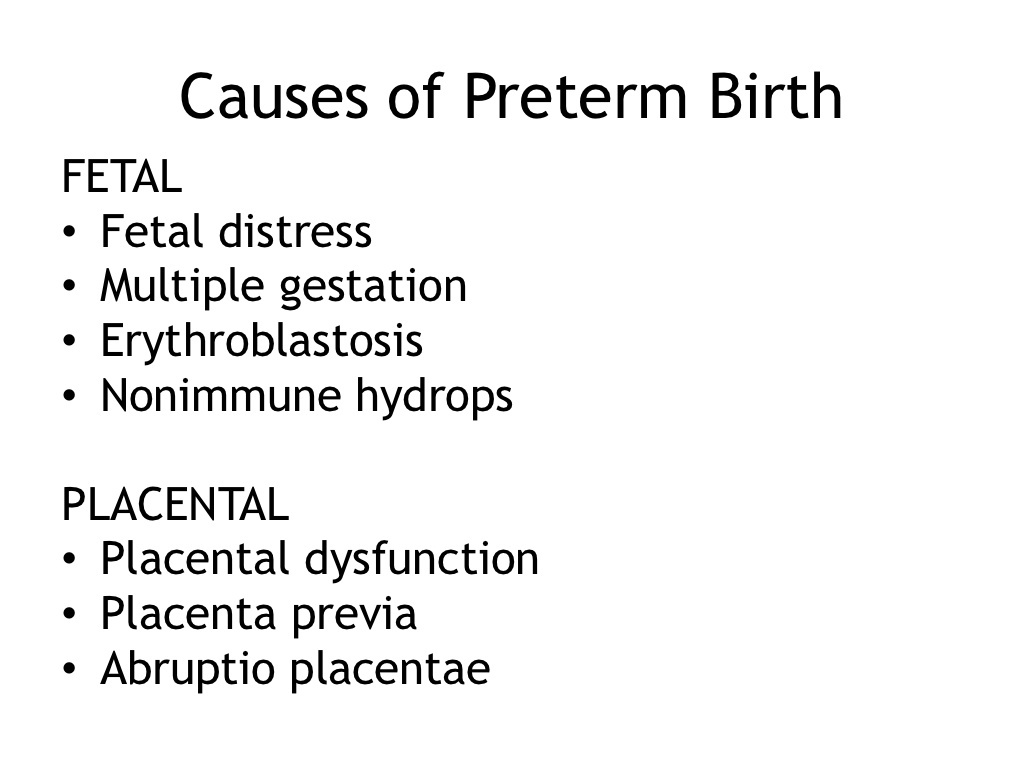 Causes of Preterm Birth
FETAL
• Fetal distress
• Multiple gestation
• Erythroblastosis
• Nonimmune hydrops
PLACENTAL
• Placental dysfunction
• Placenta previa
• Abruptio placentae